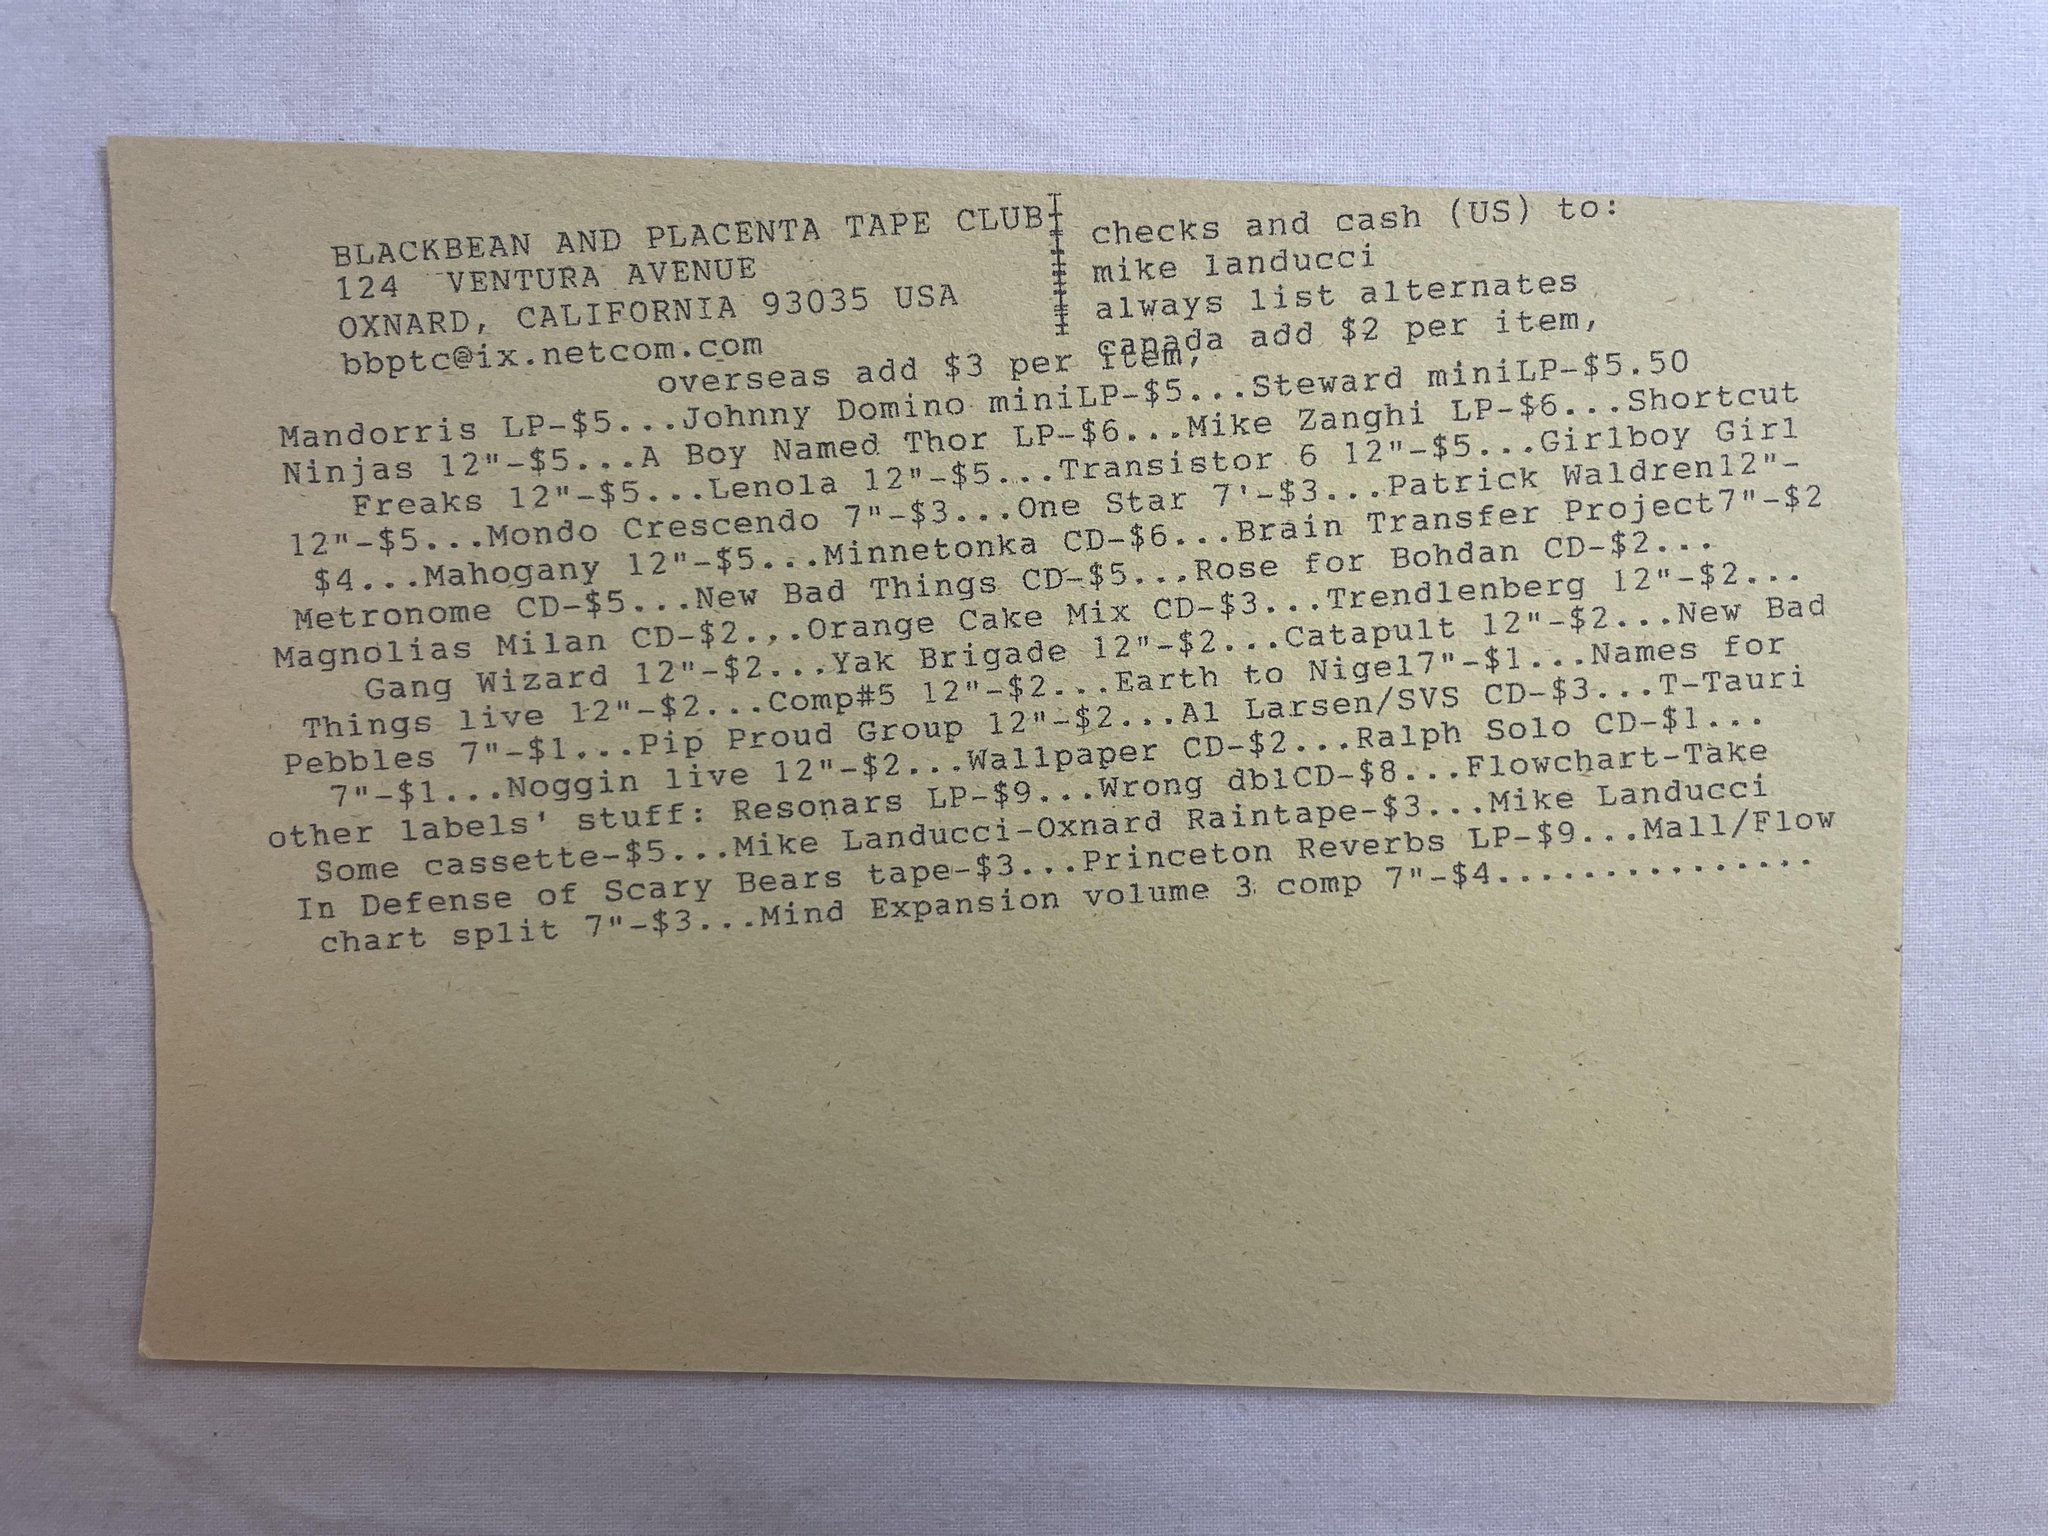 BLACKBEAN AND PLACENTA TAPE CLUB
124 VENTURA AVENUE
OXNARD, CALIFORNIA 93035 USA
bbptc@ix.netcom.com
checks and cash (US) to:
mike landucci
always list alternates
canada add $2 per item,
overseas add $3 per item,
Mandorris LP-$5...Johnny Domino miniLP-$5...Steward miniLP-$5.50
Ninjas 12"-$5...A Boy Named Thor LP-$6...Mike Zanghi LP-$6...Shortcut
Freaks 12"-$5...Lenola 12"-$5...Transistor 6 12"-$5...Girlboy Girl
12"-$5...Mondo Crescendo 7"-$3...One Star 7'-$3...Patrick Waldren12"-
$4...Mahogany 12"-$5...Minnetonka CD-$6...Brain Transfer Project7"-$2
Metronome CD-$5...New Bad Things CD-$5...Rose for Bohdan CD-$2...
Magnolias Milan CD-$2...Orange Cake Mix CD-$3...Trendlenberg 12"-$2...
Gang Wizard 12"-$2...Yak Brigade 12"-$2...Catapult 12"-$2...New Bad
Things live 12"-$2...Comp#5 12"-$2...Earth to Nigel7"-$1...Names for
Pebbles 7"-$1...Pip Proud Group 12"-$2...Al Larsen/SVS CD-$3...T-Tauri
7"-$1...Noggin live 12"-$2...Wallpaper CD-$2...Ralph Solo CD-$1...
other labels' stuff: Resonars LP-$9...Wrong dblCD-$8...Flowchart-Take
Some cassette-$5...Mike Landucci-Oxnard Raintape-$3...Mike Landucci
In Defense of Scary Bears tape-$3...Princeton Reverbs LP-$9...Mall/Flow
chart split 7"-$3...Mind Expansion volume 3 comp 7"-$4...............